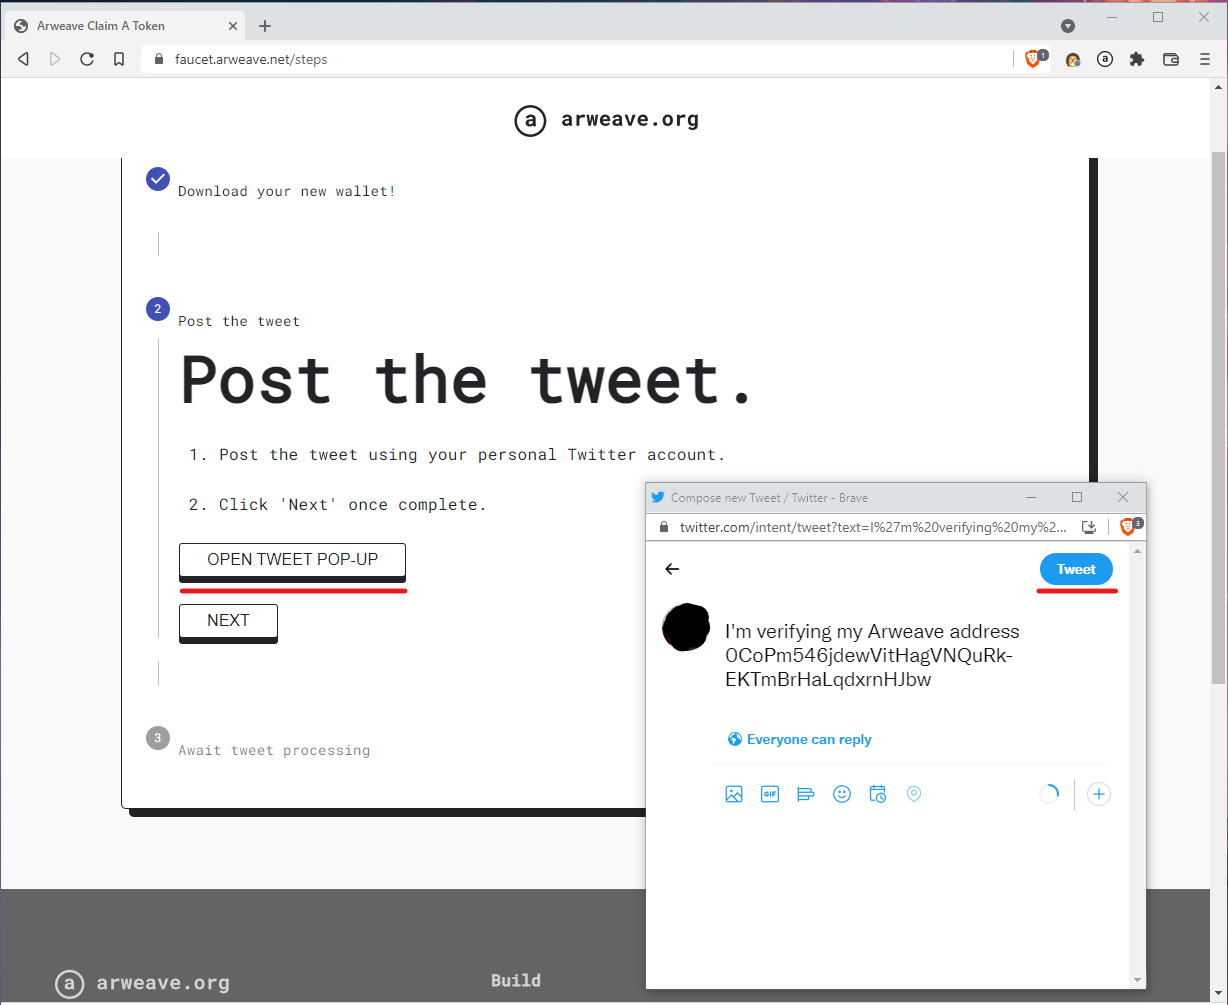 Arweave Claim A Token
faucet.arweave.net/steps
1
a
a arweave.org
Download your new wallet!
2
Post the tweet
Post the tweet.
1. Post the tweet using your personal Twitter account.
2. Click 'Next' once complete.
OPEN TWEET POP-UP
NEXT
3
Await tweet processing
Compose new Tweet / Twitter - Brave
twitter.com/intent/tweet?text=I%27m%20verifying%20my%2...
3
Tweet
I'm verifying my Arweave address
0CoPm546jdewVitHagVNQuRk-
EKTmBrHaLqdxrnHJbw
Everyone can reply
GIF
a arweave.org
Build